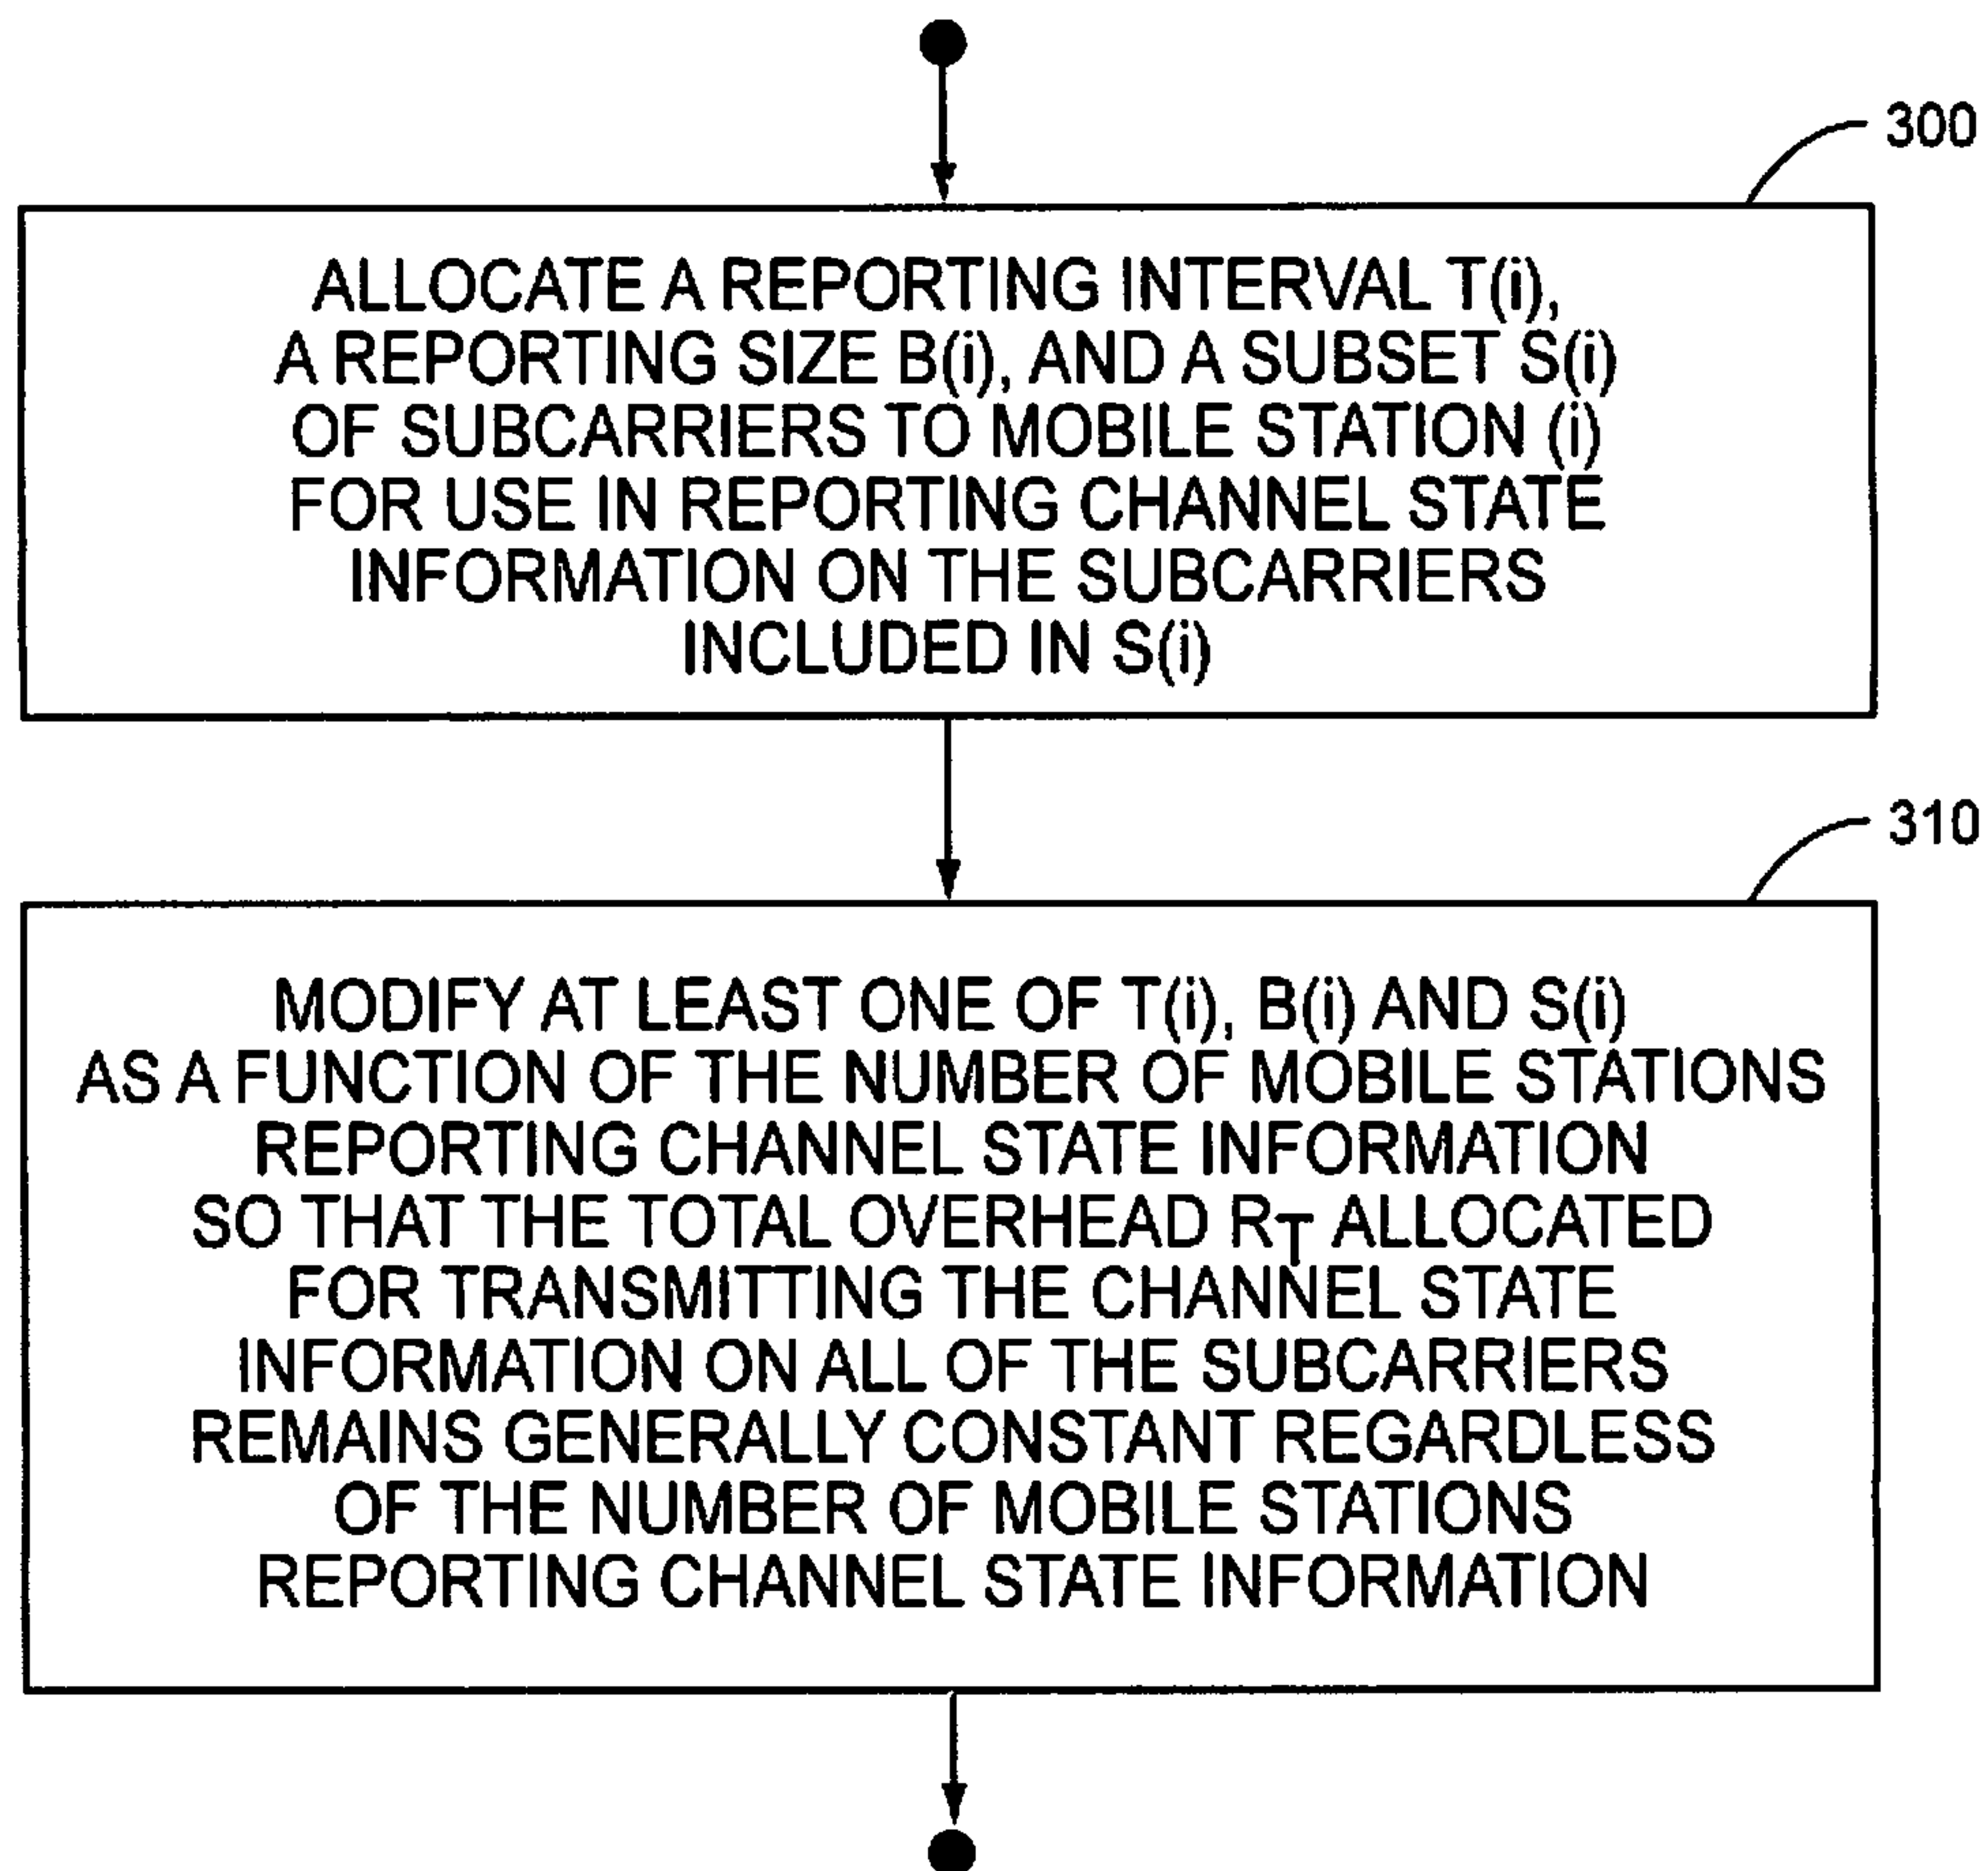 300
ALLOCATE A REPORTING INTERVAL T(i),
A REPORTING SIZE B(i), AND A SUBSET S(i)
OF SUBCARRIERS TO MOBILE STATION (i)
FOR USE IN REPORTING CHANNEL STATE
INFORMATION ON THE SUBCARRIERS
INCLUDED IN S(i)
310
MODIFY AT LEAST ONE OF T(i), B(i) AND S(i)
AS A FUNCTION OF THE NUMBER OF MOBILE STATIONS
REPORTING CHANNEL STATE INFORMATION
SO THAT THE TOTAL OVERHEAD RT ALLOCATED
FOR TRANSMITTING THE CHANNEL STATE
INFORMATION ON ALL OF THE SUBCARRIERS
REMAINS GENERALLY CONSTANT REGARDLESS
OF THE NUMBER OF MOBILE STATIONS
REPORTING CHANNEL STATE INFORMATION